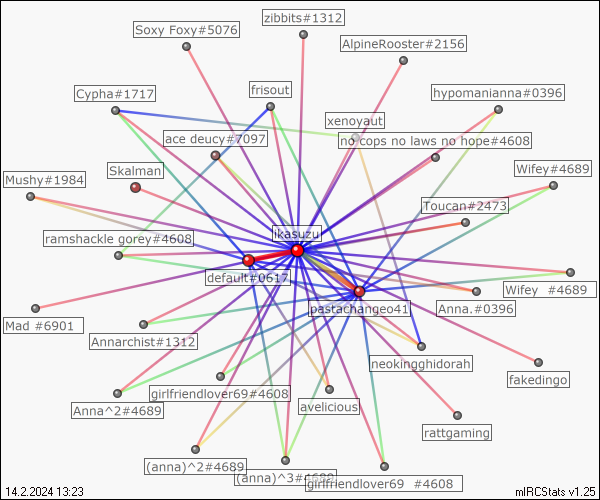 zibbits#1312
Soxy Foxy#5076
AlpineRooster#2156
Cypha#1717
frisout
hypomanianna#0396
xenoyaut
ace deucy#7097
no cops no laws no hope#4608
Skalman
Wifey#4689
Mushy#1984
Toucan#2473
ikasuzu
ramshackle gorey#4608
default#0617
Wifey #4689
pastachangeo41
Anna.#0396
Mad #6901
Annarchist#1312
neokingghidorah
fakedingo
girlfriendlover69#4608
Anna^2#4689
avelicious
rattgaming
(anna)^2#4689
(anna)^3#4689
girlfriendlover69 #4608
14.2.2024 13:23
mIRCStats v1.25